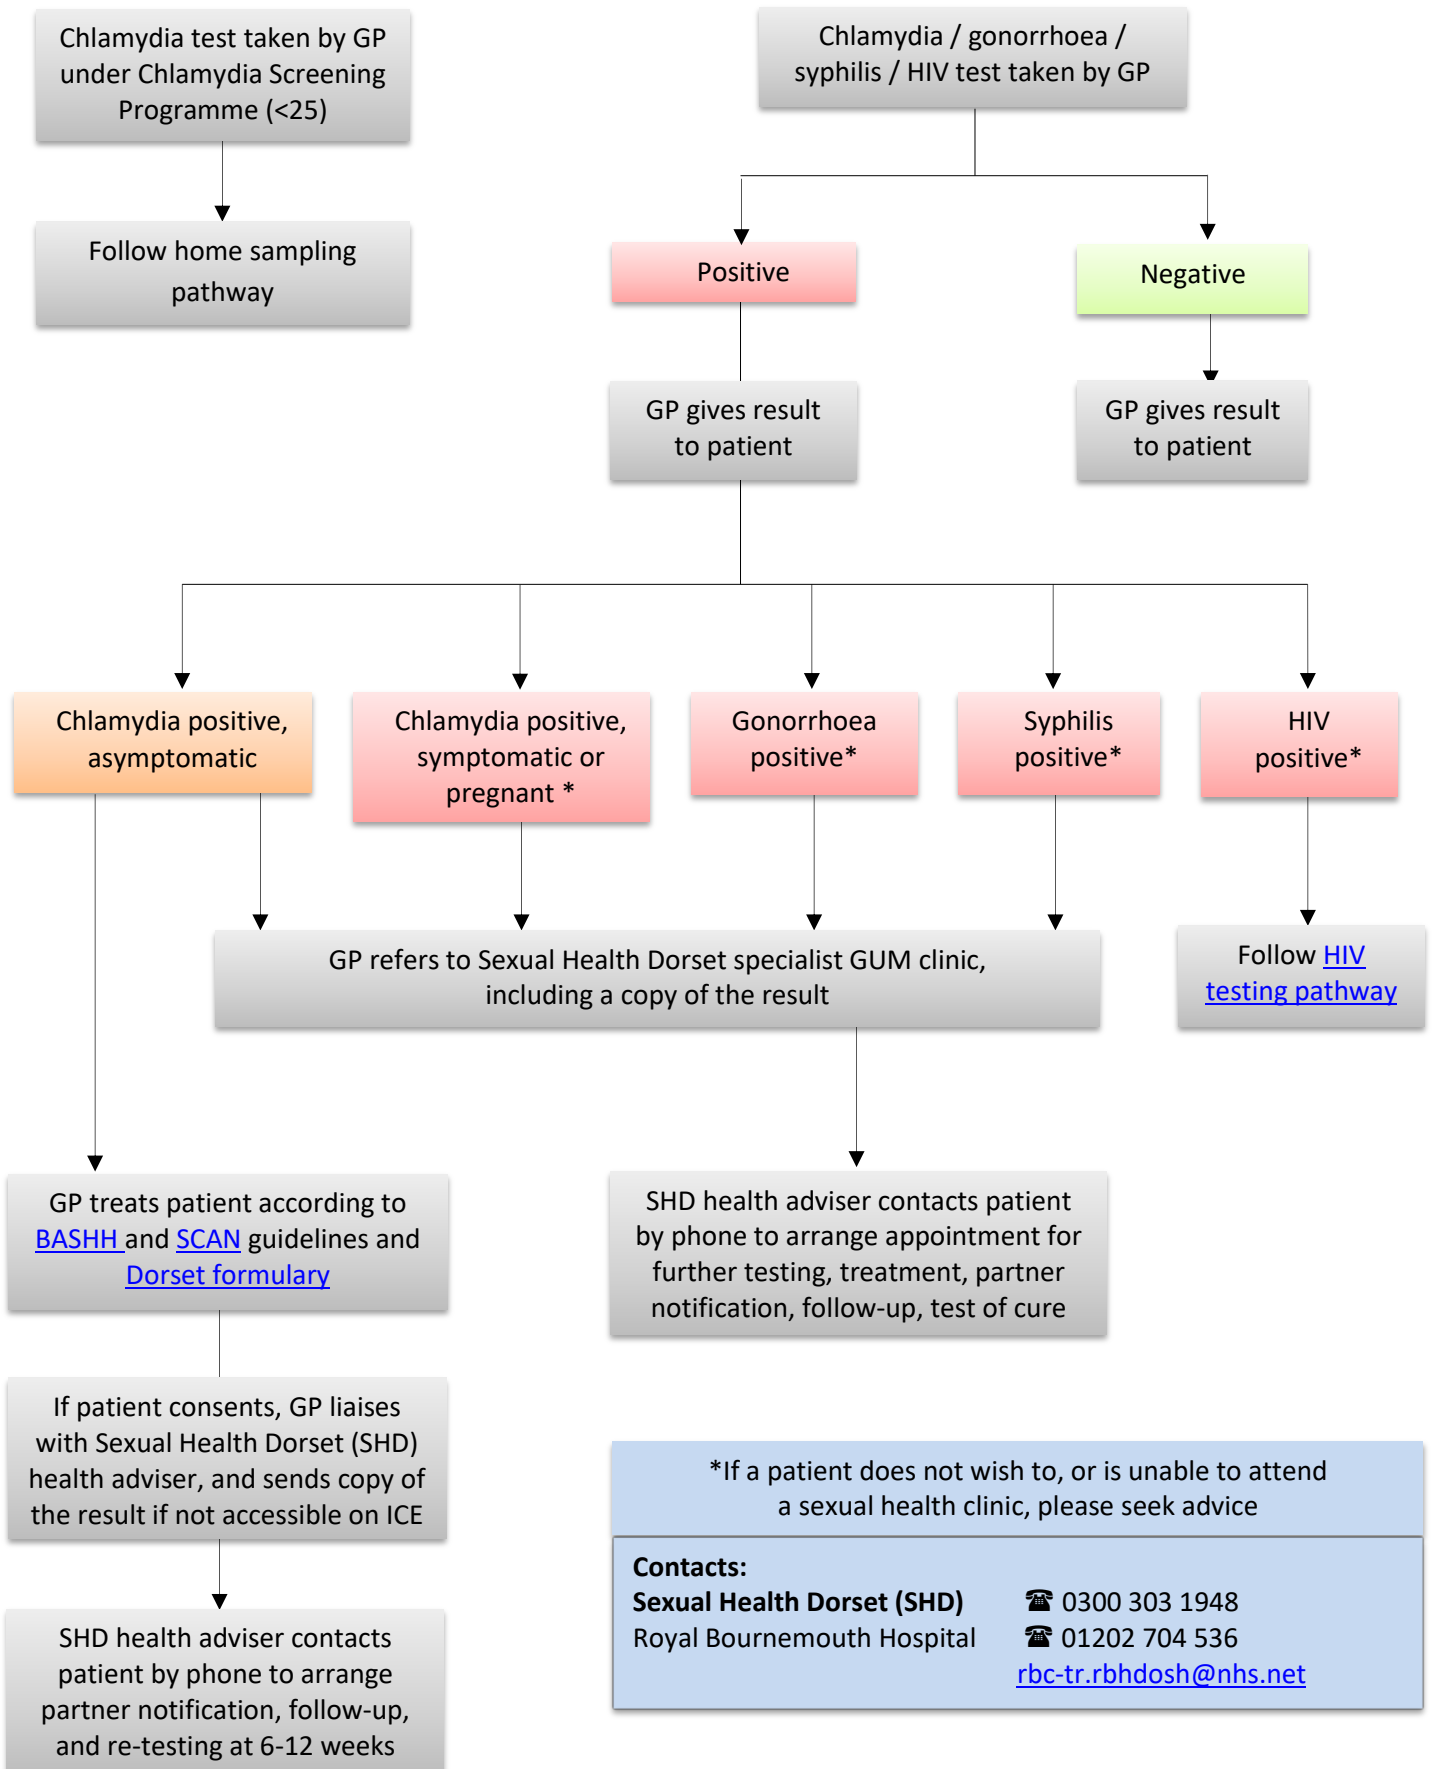 Chlamydia test taken by GP
under Chlamydia Screening
Programme (<25)
Chlamydia / gonorrhoea /
syphilis / HIV test taken by GP
Follow home sampling
pathway
Positive
Negative
GP gives result
to patient
GP gives result
to patient
Chlamydia positive,
asymptomatic
Chlamydia positive,
symptomatic or
pregnant *
Gonorrhoea
positive*
Syphilis
positive*
HIV
positive*
GP refers to Sexual Health Dorset specialist GUM clinic,
including a copy of the result
Follow HIV
testing pathway
GP treats patient according to
BASHH and SCAN guidelines and
Dorset formulary
SHD health adviser contacts patient
by phone to arrange appointment for
further testing, treatment, partner
notification, follow-up, test of cure
If patient consents, GP liaises
with Sexual Health Dorset (SHD)
health adviser, and sends copy of
the result if not accessible on ICE
SHD health adviser contacts
patient by phone to arrange
partner notification, follow-up,
and re-testing at 6-12 weeks
*If a patient does not wish to, or is unable to attend
a sexual health clinic, please seek advice
Contacts:
Sexual Health Dorset (SHD) ☎ 0300 303 1948
Royal Bournemouth Hospital ☎ 01202 704 536
rbc-tr.rbhdosh@nhs.net